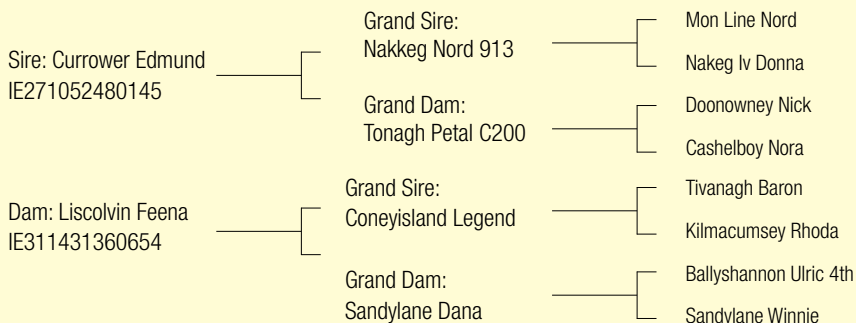 Sire: Currower Edmund
IE271052480145
Grand Sire:
Nakkeg Nord 913
Mon Line Nord
Nakeg Iv Donna
Grand Dam:
Tonagh Petal C200
Doonowney Nick
Cashelboy Nora
Dam: Liscolvin Feena
IE311431360654
Grand Sire:
Coneyisland Legend
Tivanagh Baron
Kilmacumsey Rhoda
Grand Dam:
Sandylane Dana
Ballyshannon Ulric 4th
Sandylane Winnie